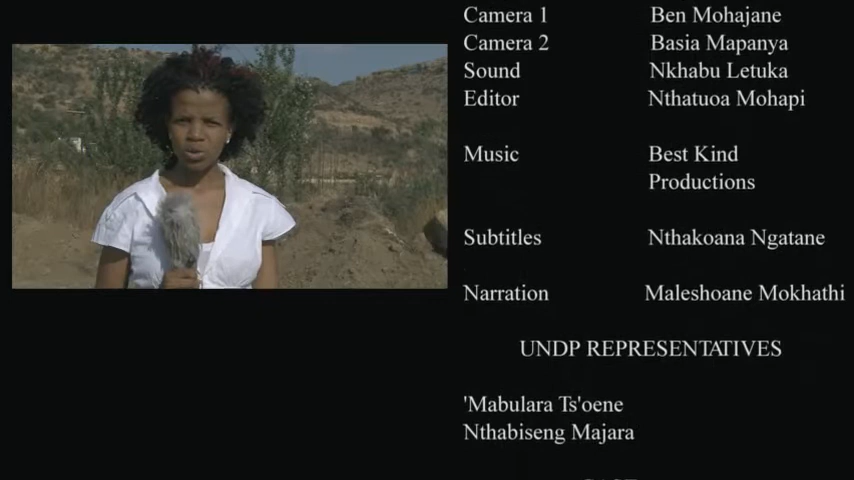 Camera 1 Ben Mohajane
Camera 2 Basia Mapanya
Sound Nkhabu Letuka
Editor Nthatuoa Mohapi
Music Best Kind
Productions
Subtitles Nthakoana Ngatane
Narration Maleshoane Mokhathi
UNDP REPRESENTATIVES
'Mabulara Ts'oene
Nthabiseng Majara